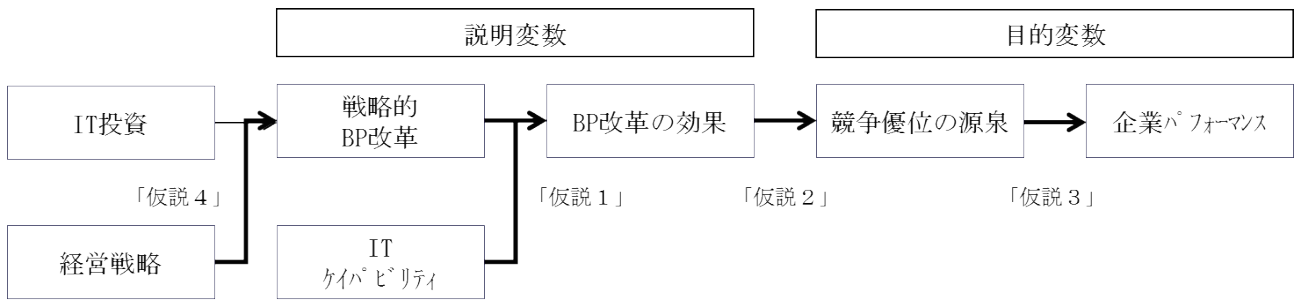 説明変数
目的変数
IT投資
戦略的
BP改革
BP改革の効果
競争優位の源泉
企業ﾊﾟﾌｫｰﾏﾝｽ
「仮説４」
「仮説１」
「仮説２」
「仮説３」
経営戦略
IT
ｹｲﾊﾟﾋﾞﾘﾃｨ